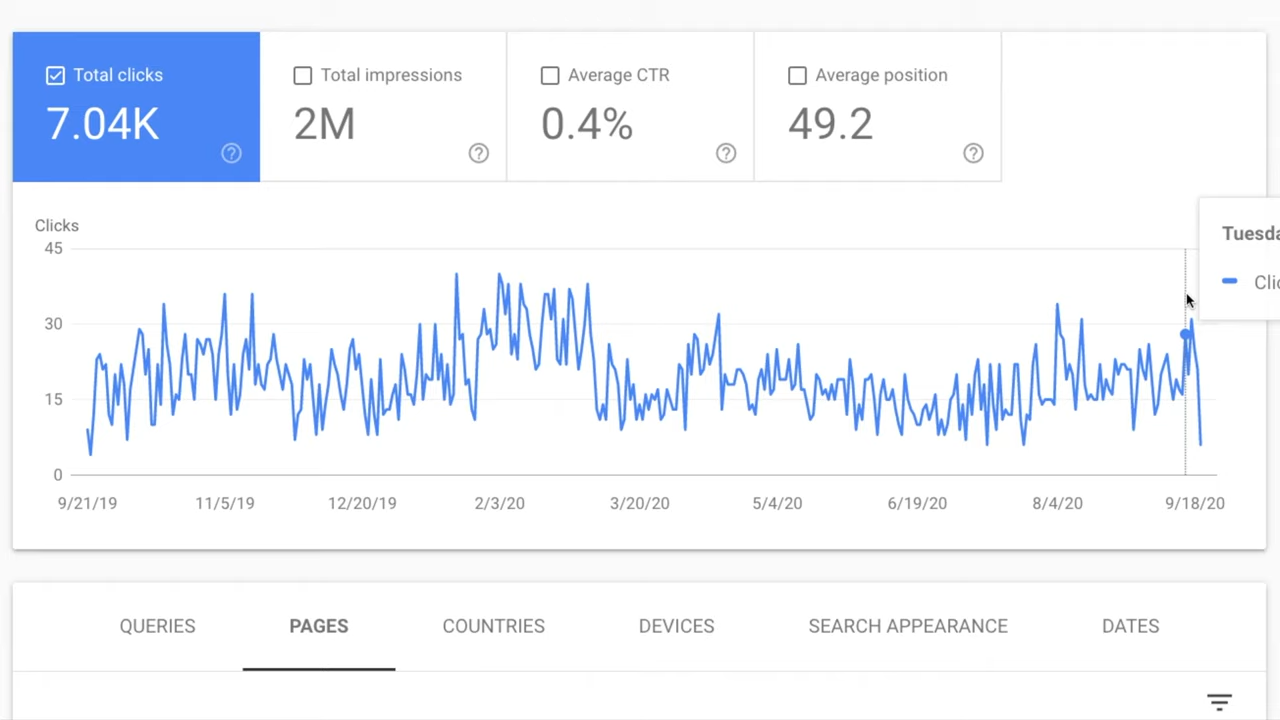 Total clicks
7.04K
Total impressions
2M
Average CTR
0.4%
Average position
49.2
Clicks
45
30
15
0
9/21/19 11/5/19 12/20/19 2/3/20 3/20/20 5/4/20 6/19/20 8/4/20 9/18/20
Tuesda
Clic
QUERIES PAGES COUNTRIES DEVICES SEARCH APPEARANCE DATES